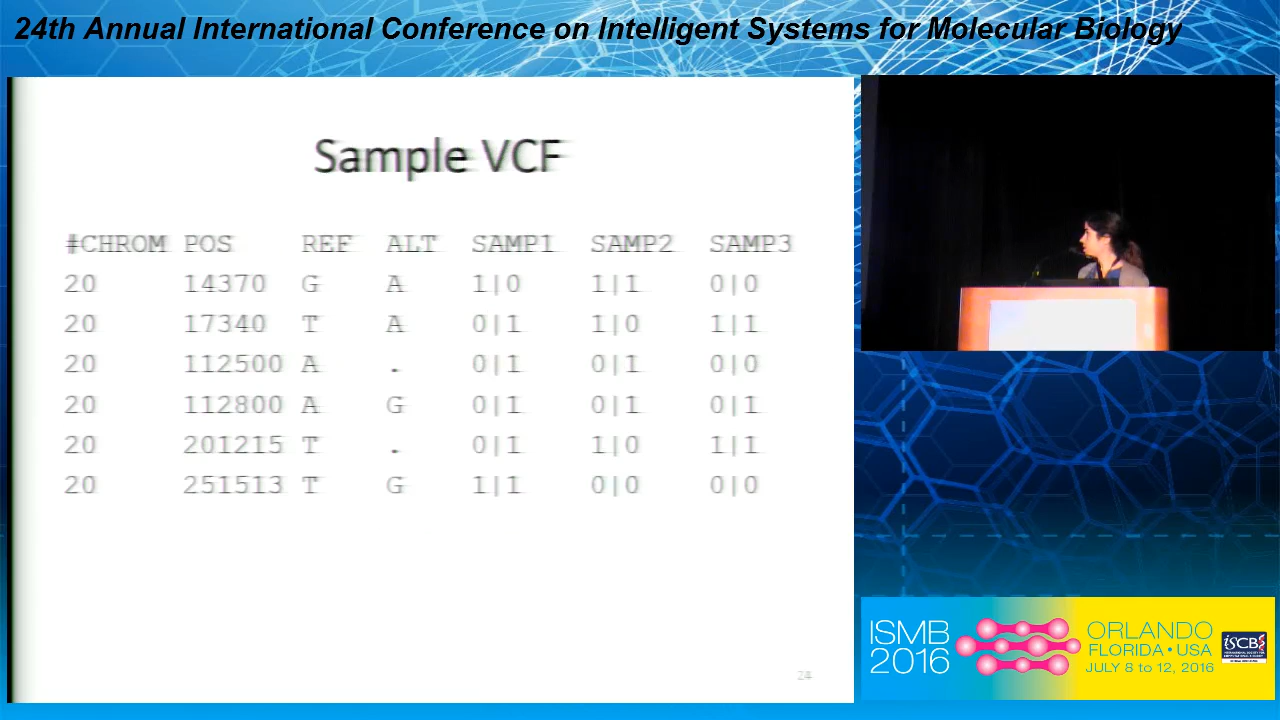 24th Annual International Conference on Intelligent Systems for Molecular Biology
Sample VCF
#CHROM POS REF ALT SAMP1 SAMP2 SAMP3
20 14370 G A 1|0 1|1 0|0
20 17340 T A 0|1 1|0 1|1
20 112500 A . 0|1 0|1 0|0
20 112800 A G 0|1 0|1 0|1
20 201215 T . 0|1 1|0 1|1
20 251513 T G 1|1 0|0 0|0
24
ISMB
2016
ORLANDO
FLORIDA • USA
JULY 8 to 12, 2016
ISCB